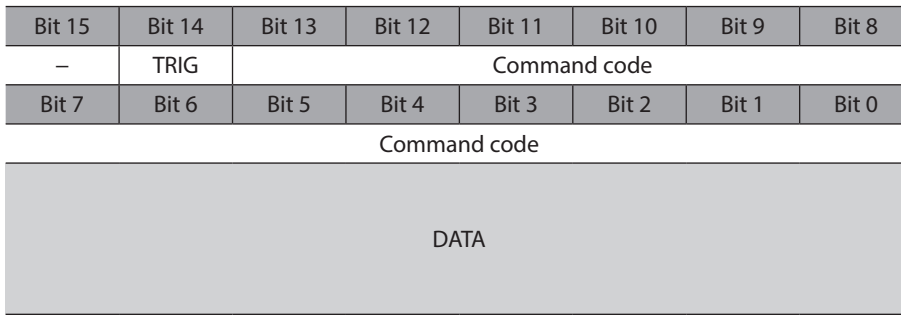 Bit 15 Bit 14 Bit 13 Bit 12 Bit 11 Bit 10 Bit 9 Bit 8
– TRIG Command code
Bit 7 Bit 6 Bit 5 Bit 4 Bit 3 Bit 2 Bit 1 Bit 0
Command code
DATA